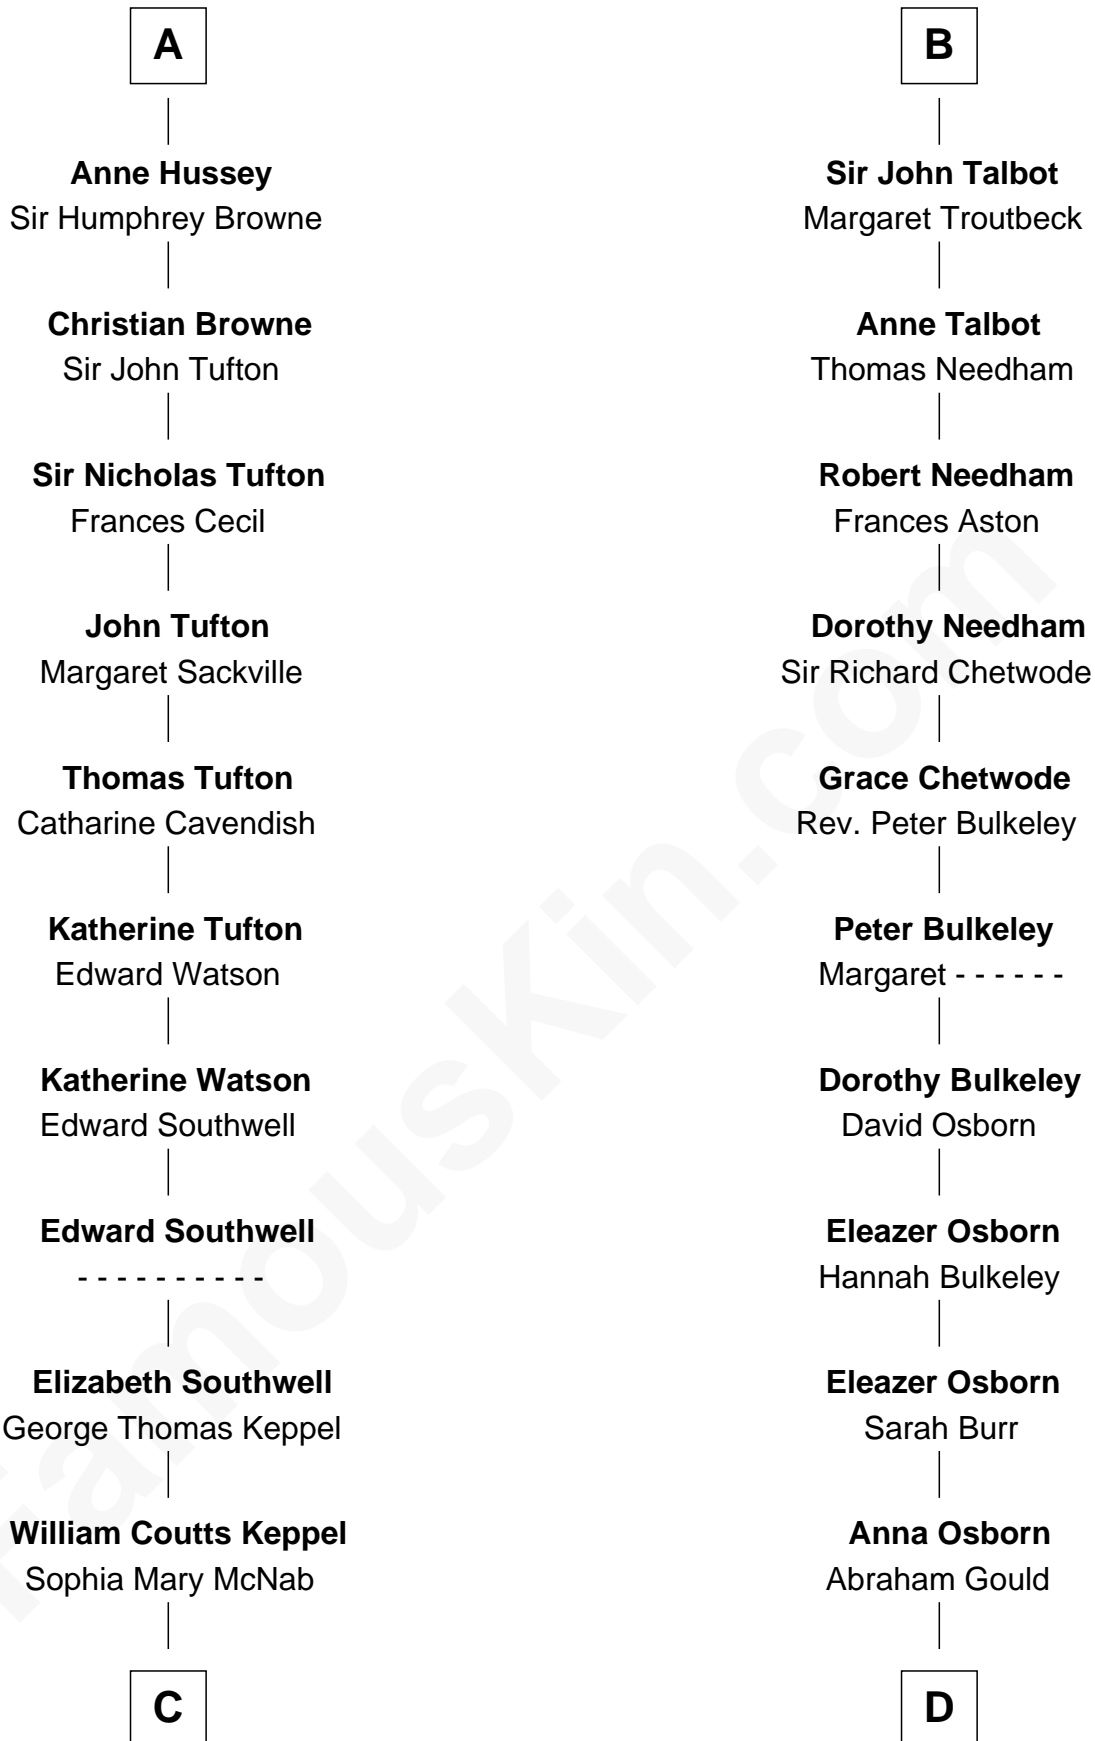 A
Anne Hussey
Sir Humphrey Browne
Christian Browne
Sir John Tufton
Sir Nicholas Tufton
Frances Cecil
John Tufton
Margaret Sackville
Thomas Tufton
Catharine Cavendish
Katherine Tufton
Edward Watson
Katherine Watson
Edward Southwell
Edward Southwell
- - - - - - - - - -
Elizabeth Southwell
George Thomas Keppel
William Coutts Keppel
Sophia Mary McNab
C
B
Sir John Talbot
Margaret Troutbeck
Anne Talbot
Thomas Needham
Robert Needham
Frances Aston
Dorothy Needham
Sir Richard Chetwode
Grace Chetwode
Rev. Peter Bulkeley
Peter Bulkeley
Margaret - - - - - -
Dorothy Bulkeley
David Osborn
Eleazer Osborn
Hannah Bulkeley
Eleazer Osborn
Sarah Burr
Anna Osborn
Abraham Gould
D
FamousKin.com